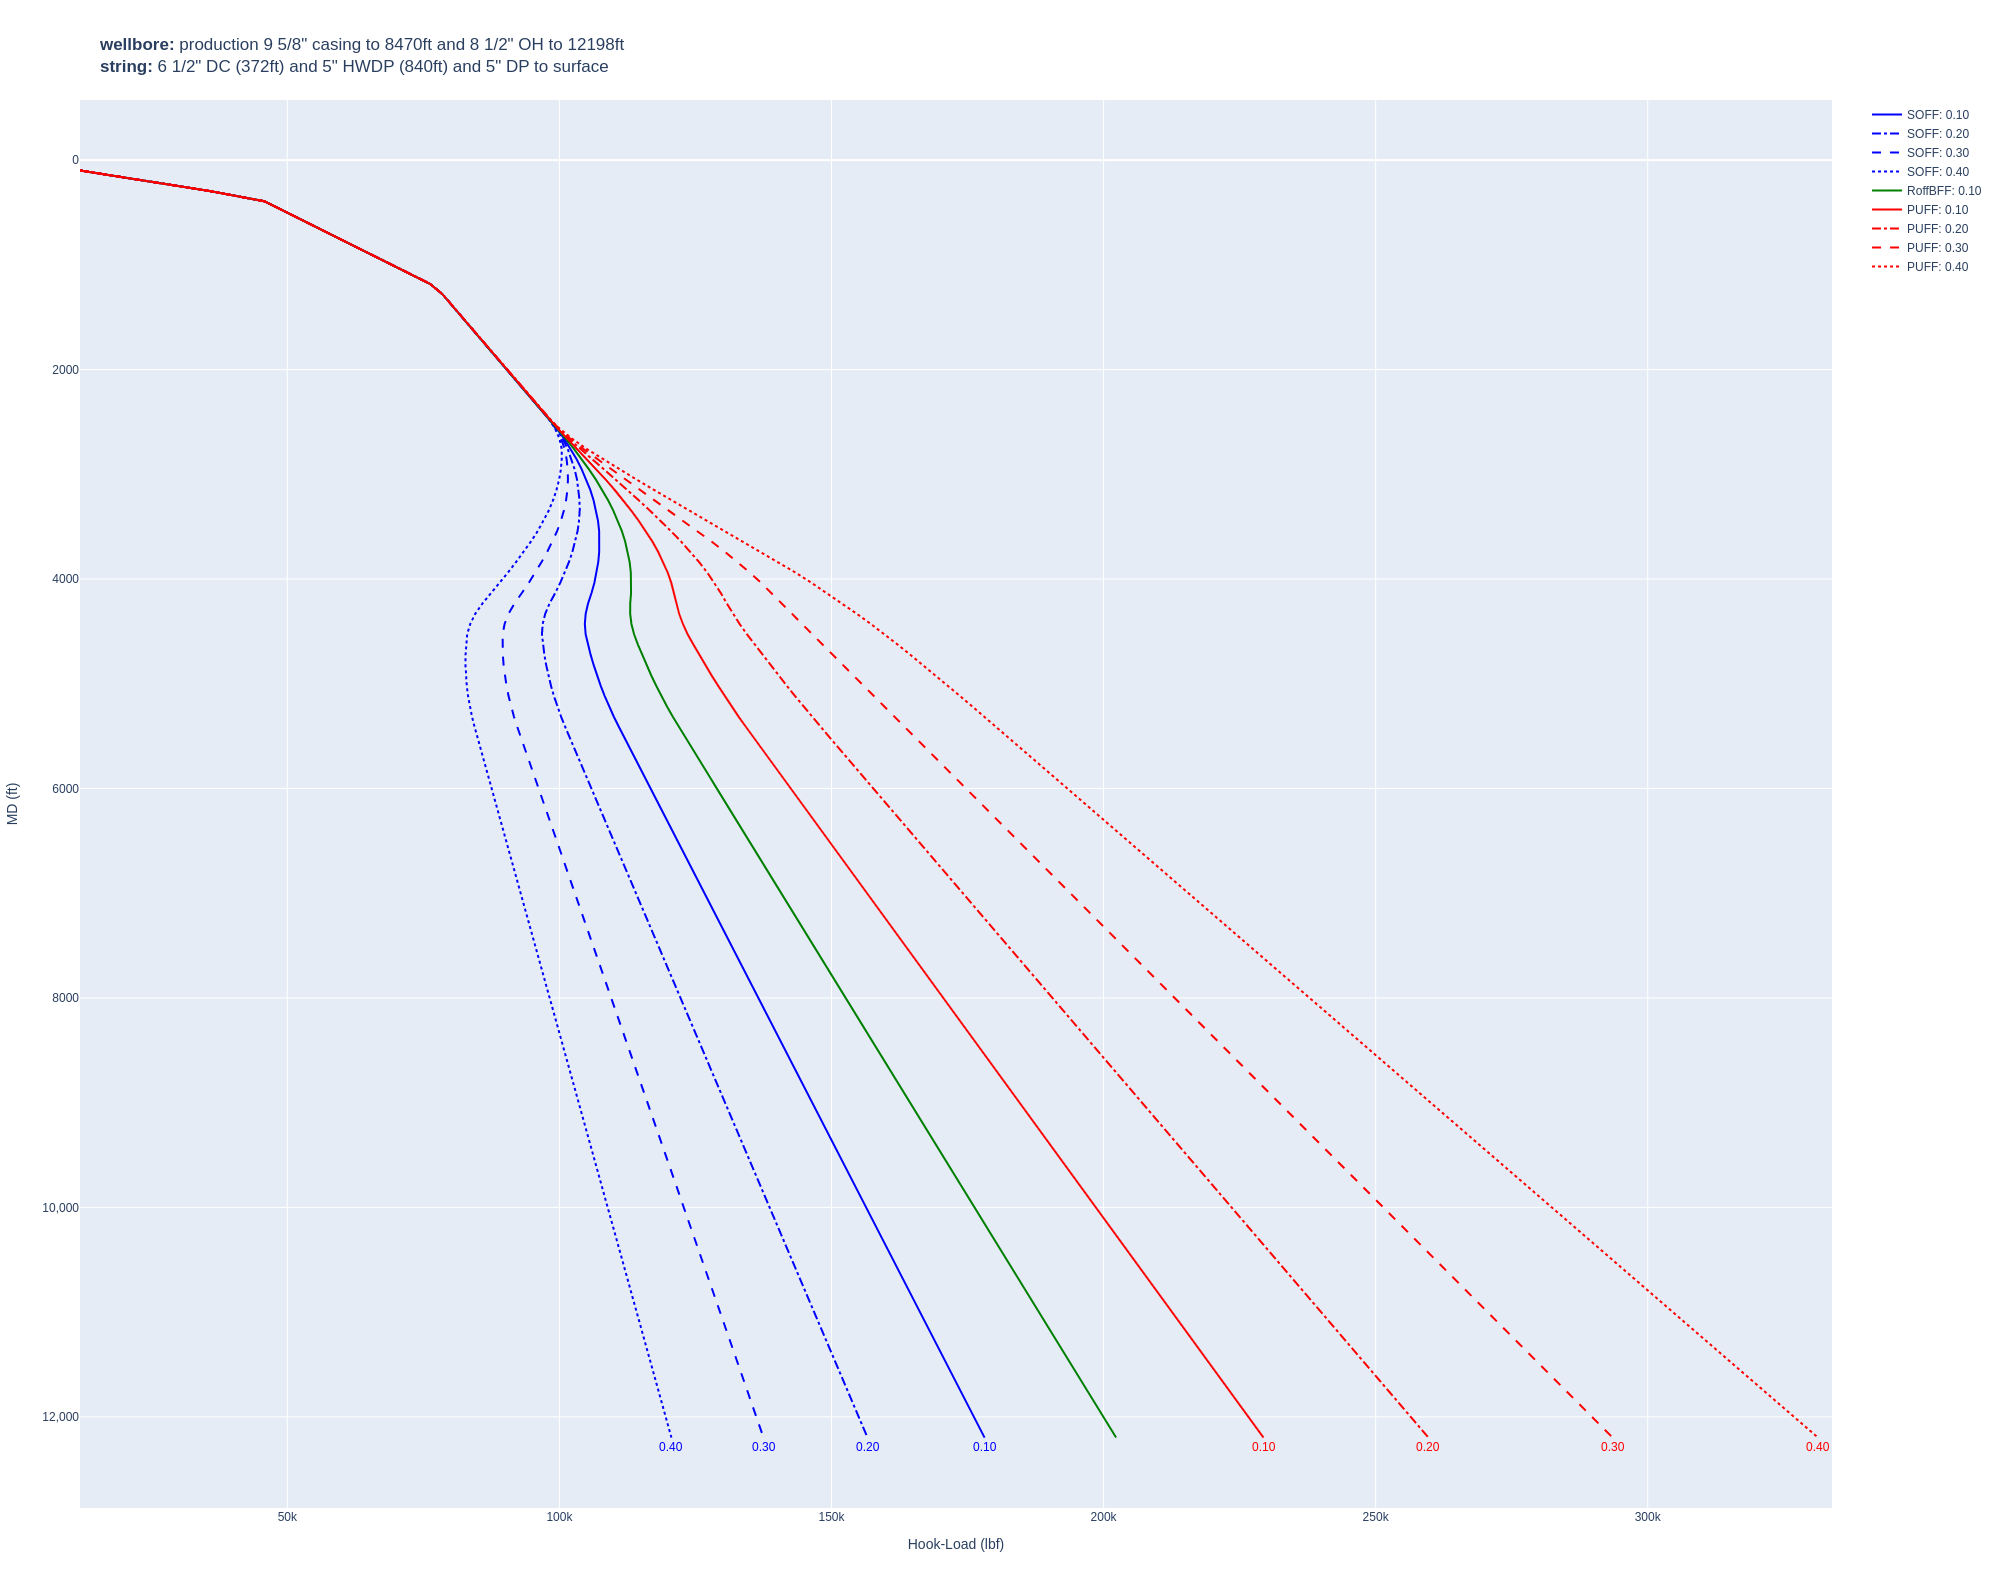 wellbore: production 9 5/8" casing to 8470ft and 8 1/2" OH to 12198ft
string: 6 1/2" DC (372ft) and 5" HWDP (840ft) and 5" DP to surface
SOFF: 0.10
SOFF: 0.20
SOFF: 0.30
SOFF: 0.40
RoffBFF: 0.10
PUFF: 0.10
PUFF: 0.20
PUFF: 0.30
PUFF: 0.40
0
2000
4000
6000
8000
10,000
12,000
MD (ft)
0.40 0.30 0.20 0.10 0.10 0.20 0.30 0.40
50k 100k 150k 200k 250k 300k
Hook-Load (lbf)